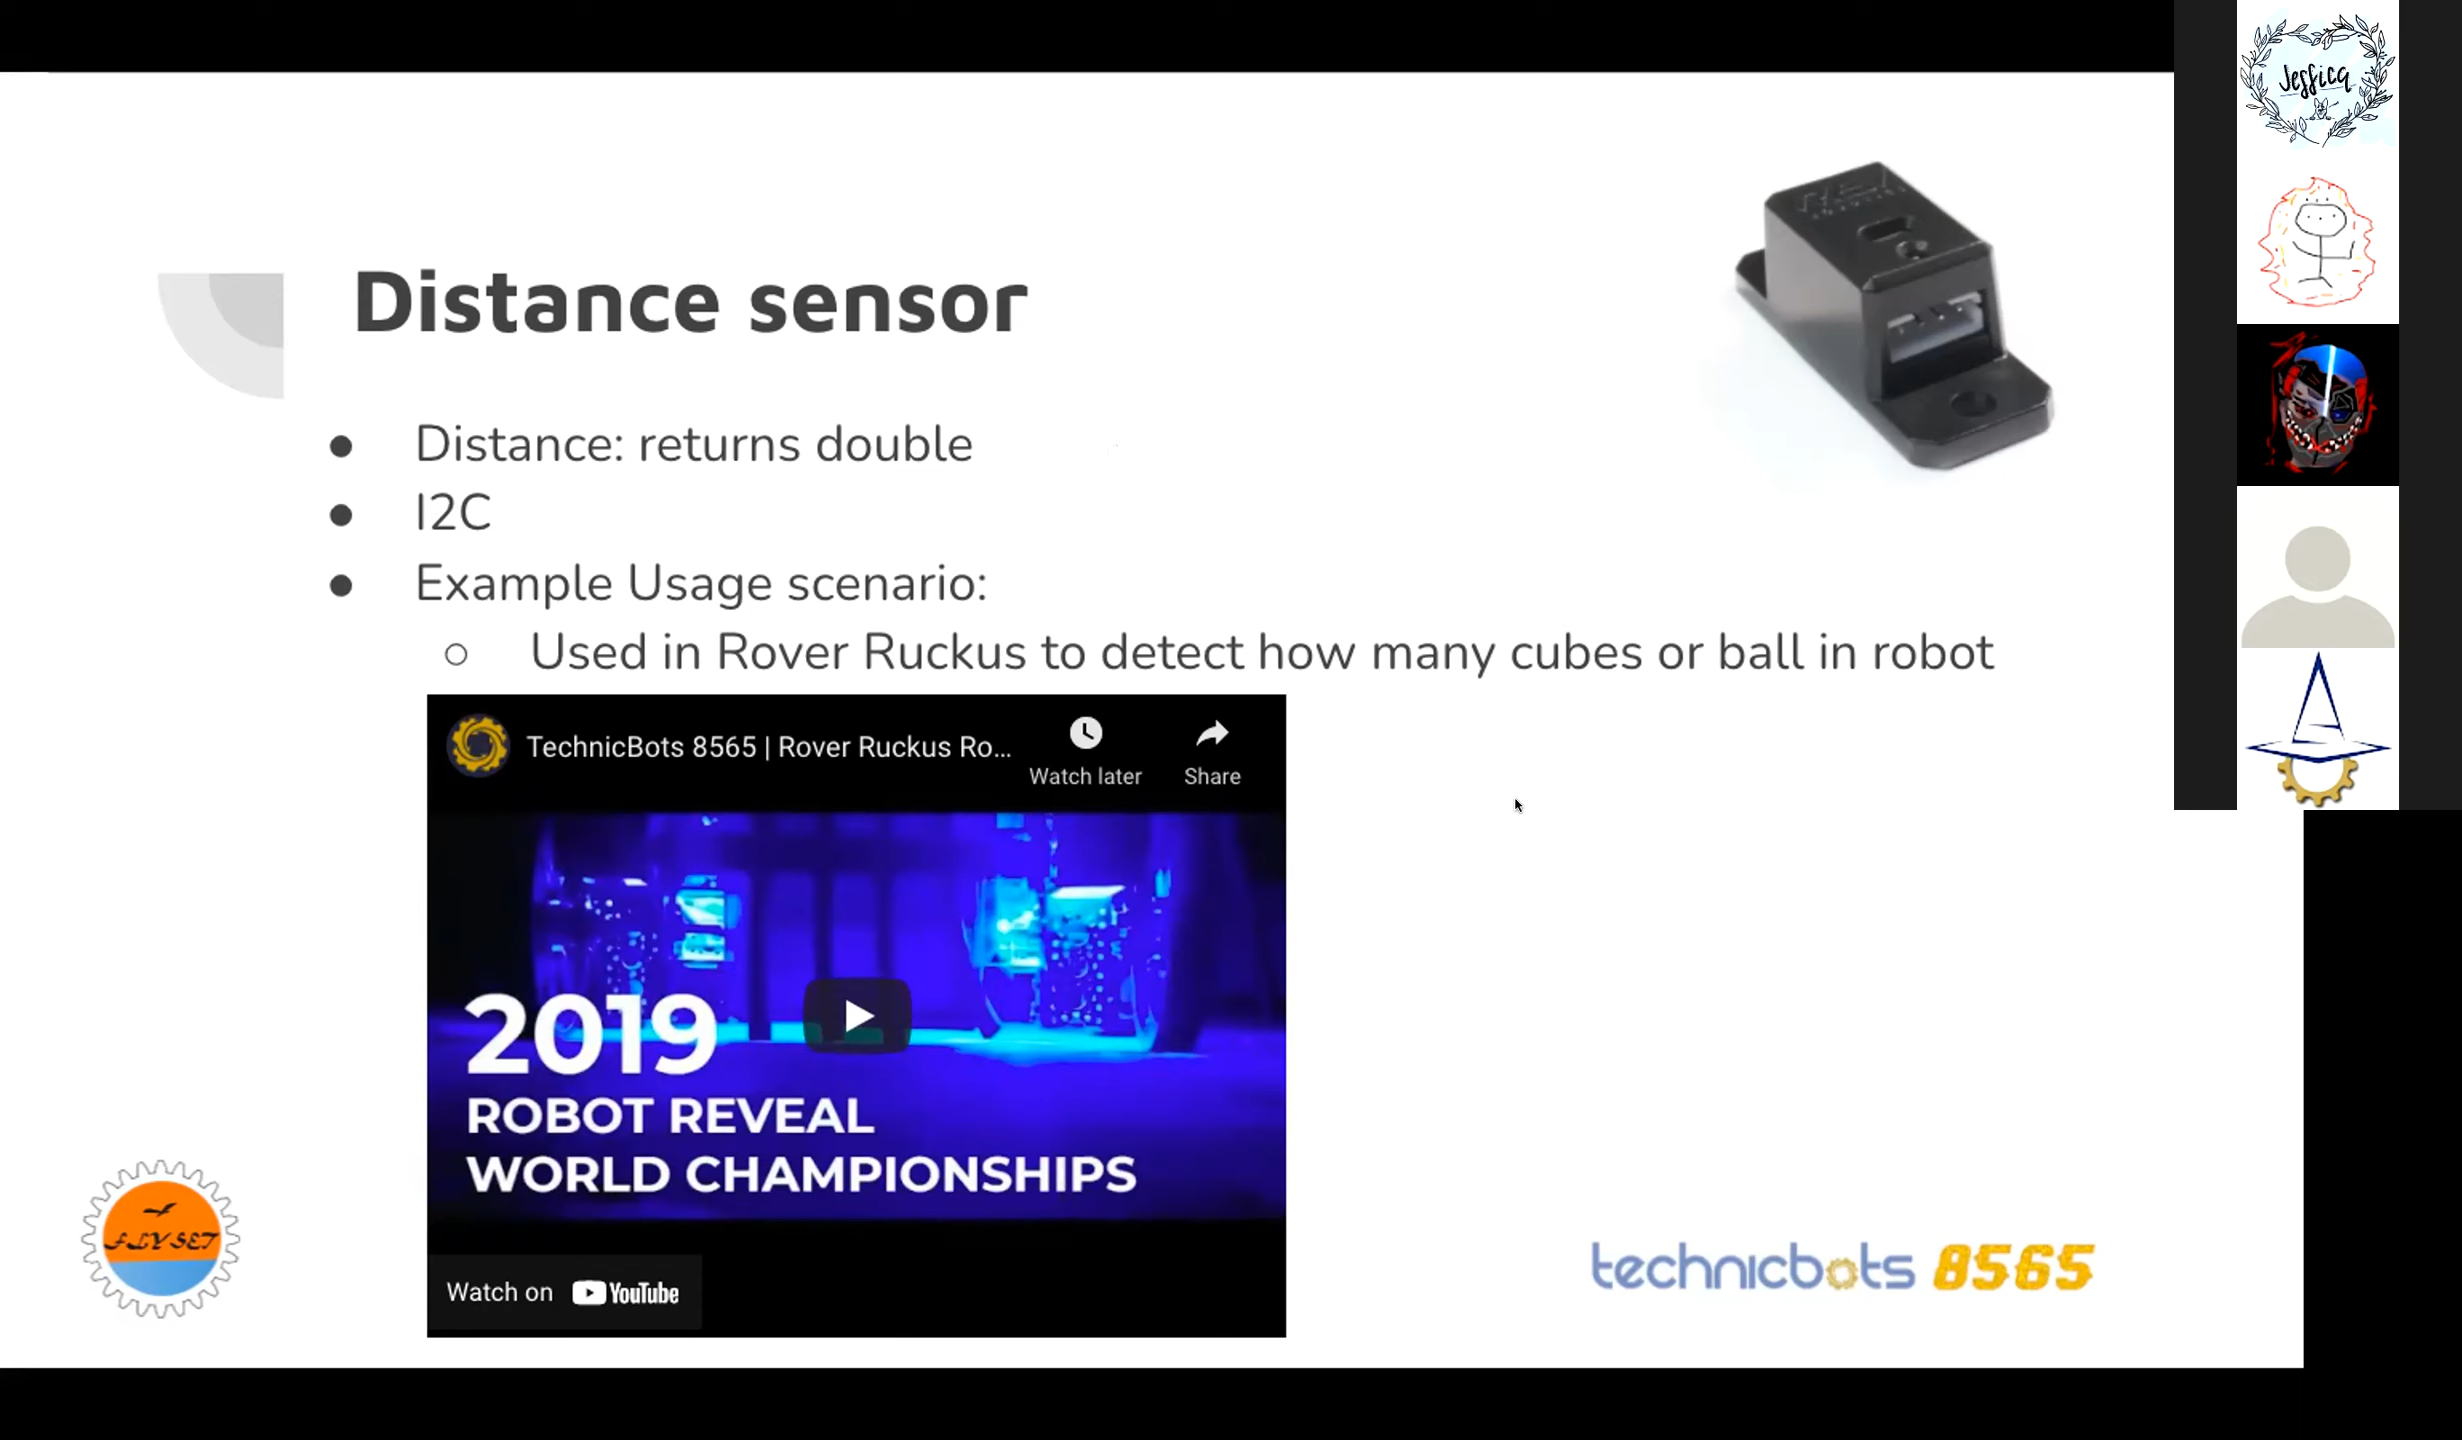 Jessica
Distance sensor
Distance: returns double
I2C
Example Usage scenario:
Used in Rover Ruckus to detect how many cubes or ball in robot
TechnicBots 8565 | Rover Ruckus Ro...
Watch later
Share
2019
ROBOT REVEAL
WORLD CHAMPIONSHIPS
Watch on YouTube
FLY SET
technicbots 8565